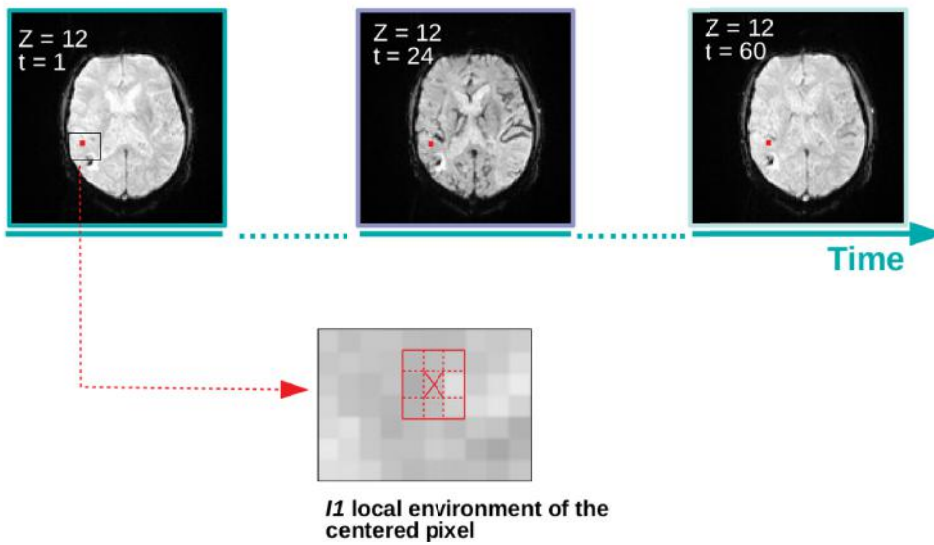 Z = 12
t = 1
Z = 12
t = 24
Z = 12
t = 60
Time
I1 local environment of the
centered pixel